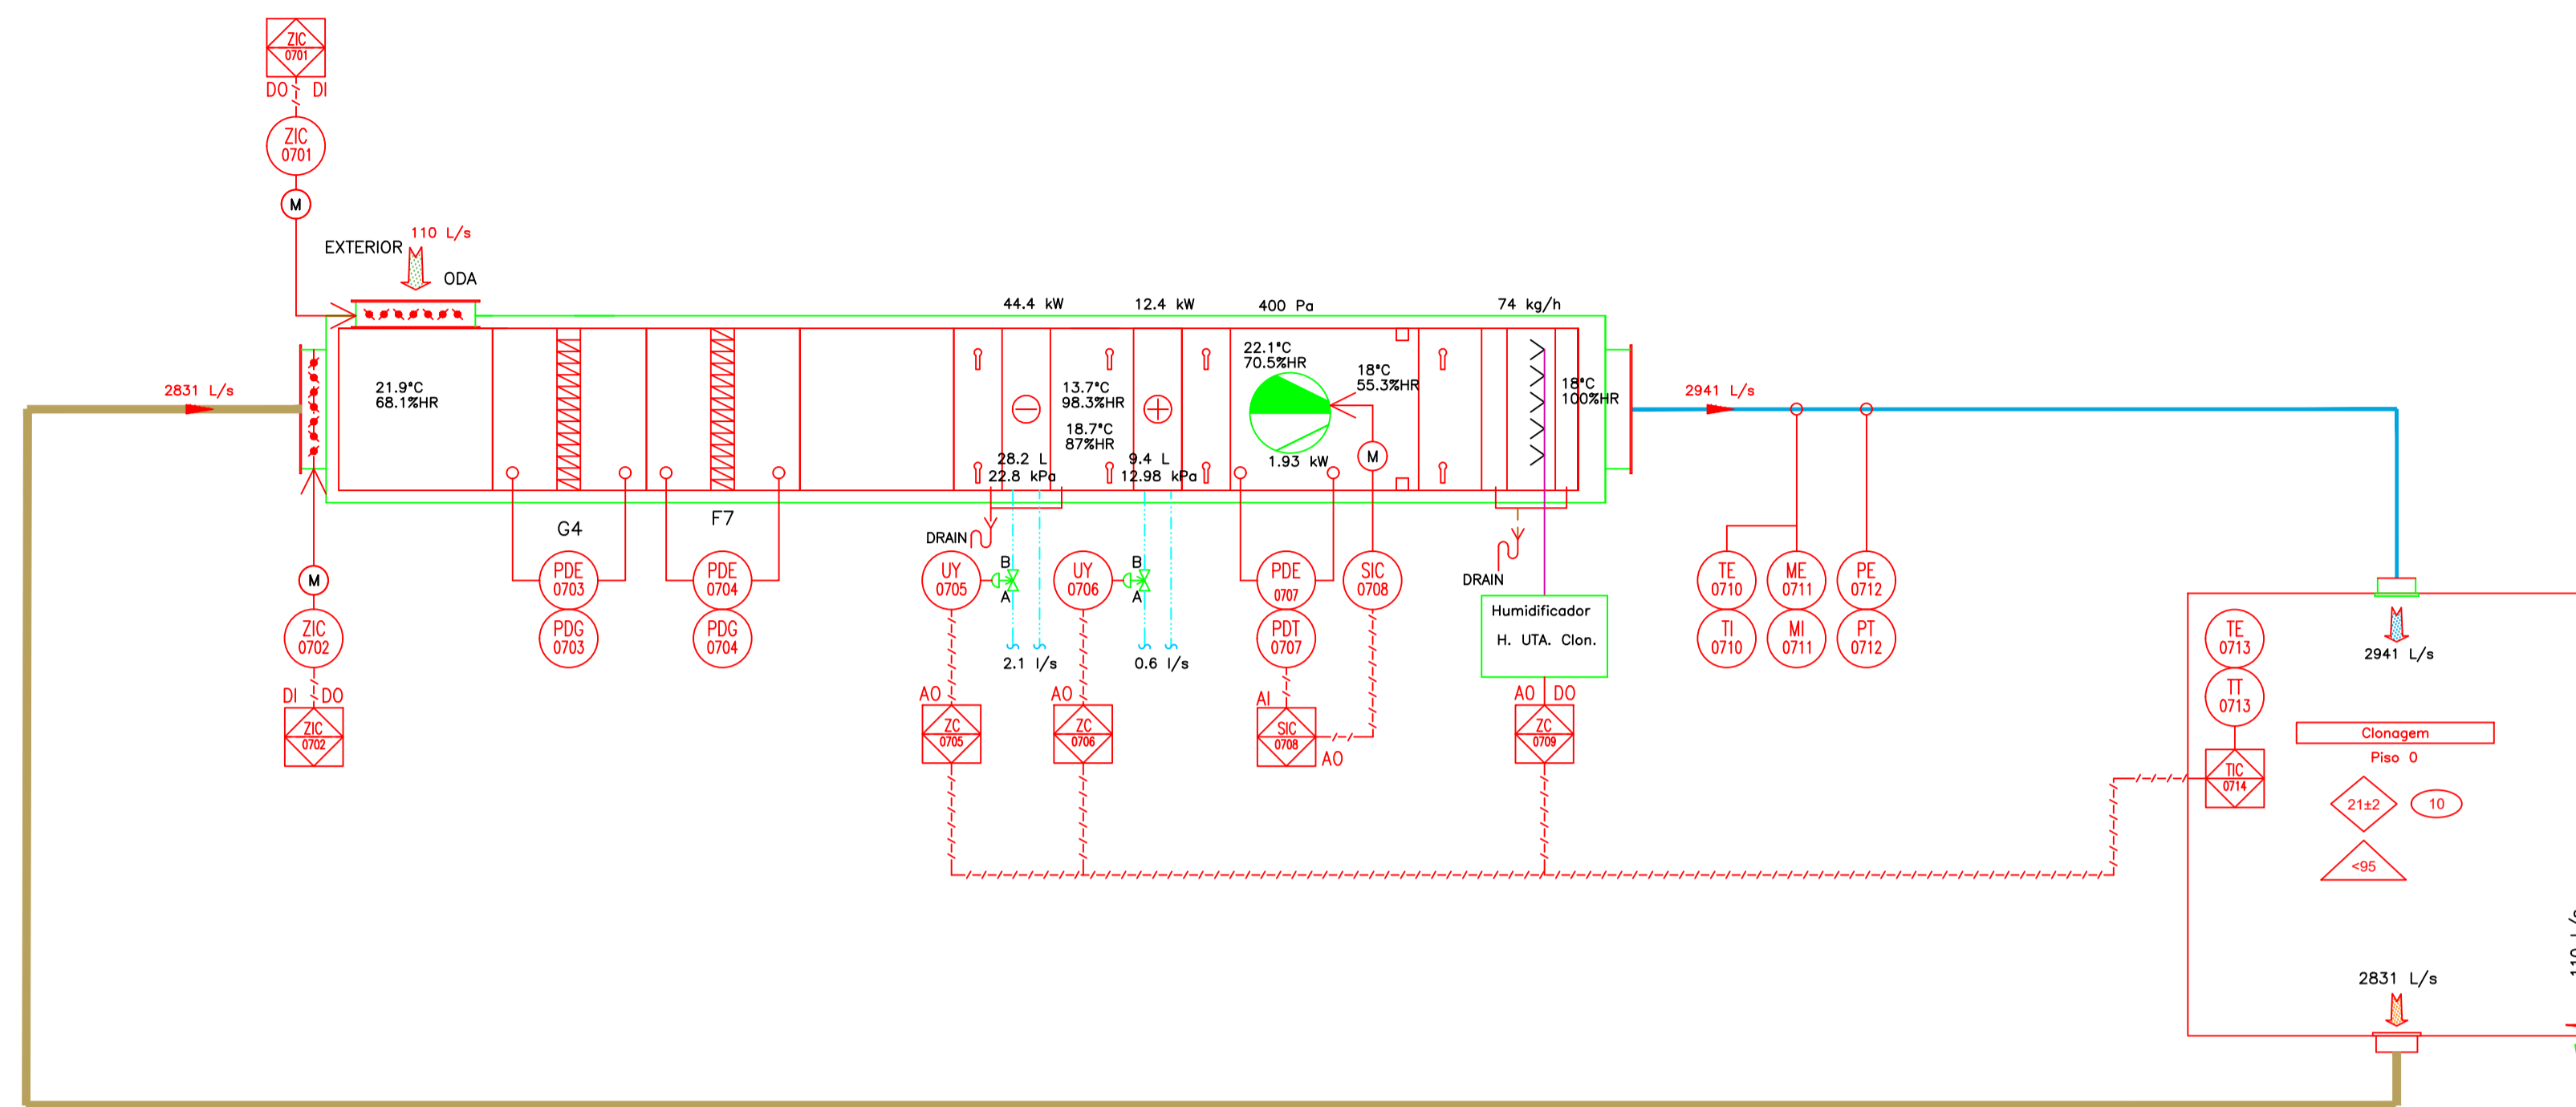 ZIC
0701
DO DI
ZIC
0701
M
110 L/s
EXTERIOR
ODA
44.4 kW
12.4 kW
400 Pa
74 kg/h
2831 L/s
21.9°C
68.1%HR
13.7°C
98.3%HR
18.7°C
87%HR
22.1°C
70.5%HR
18°C
55.3%HR
18°C
100%HR
2941 L/s
28.2 L
22.8 kPa
9.4 L
12.98 kPa
1.93 kW
M
G4
F7
DRAIN
DRAIN
M
ZIC
0702
DI DO
ZIC
0702
PDE
0703
PDG
0703
PDE
0704
PDG
0704
UY
0705
B
A
2.1 l/s
AO
ZC
0705
UY
0706
B
A
0.6 l/s
AO
ZC
0706
PDE
0707
PDT
0707
AI
SIC
0708
AO
SIC
0708
Humidificador
H. UTA. Clon.
AO DO
ZC
0709
TE
0710
TI
0710
ME
0711
MI
0711
PE
0712
PT
0712
TE
0713
TT
0713
TIC
0714
2941 L/s
Clonagem
Piso 0
21±2
10
<95
110 L/s
2831 L/s